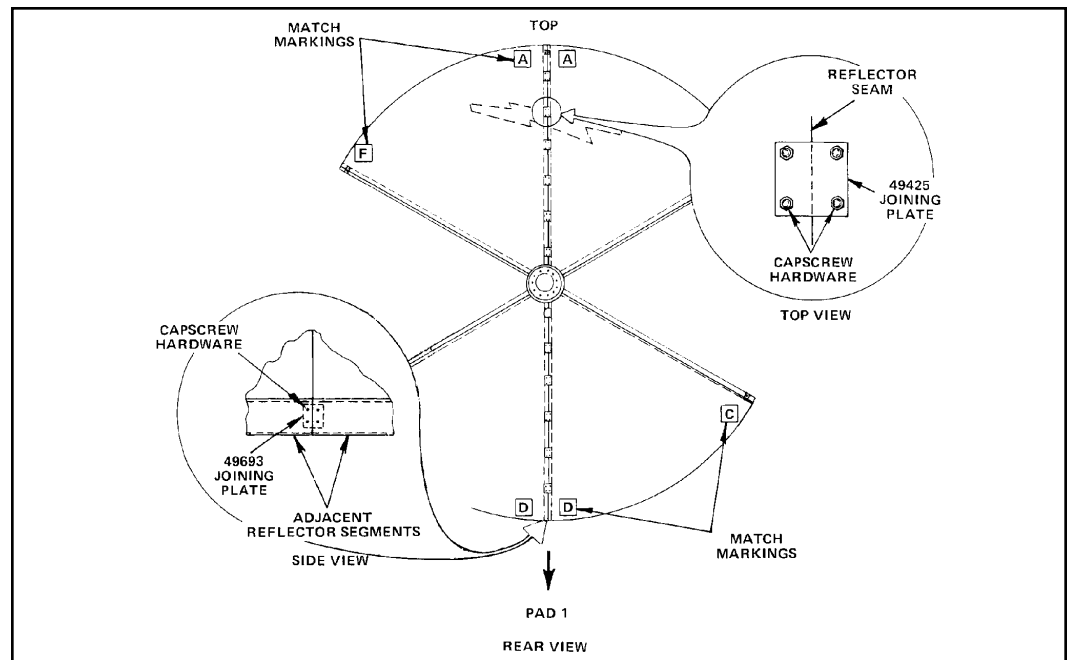 MATCH
MARKINGS
TOP
A
A
F
REFLECTOR
SEAM
49425
JOINING
PLATE
CAPSCREW
HARDWARE
TOP VIEW
CAPSCREW
HARDWARE
49693
JOINING
PLATE
ADJACENT
REFLECTOR SEGMENTS
SIDE VIEW
C
D
D
MATCH
MARKINGS
PAD 1
REAR VIEW